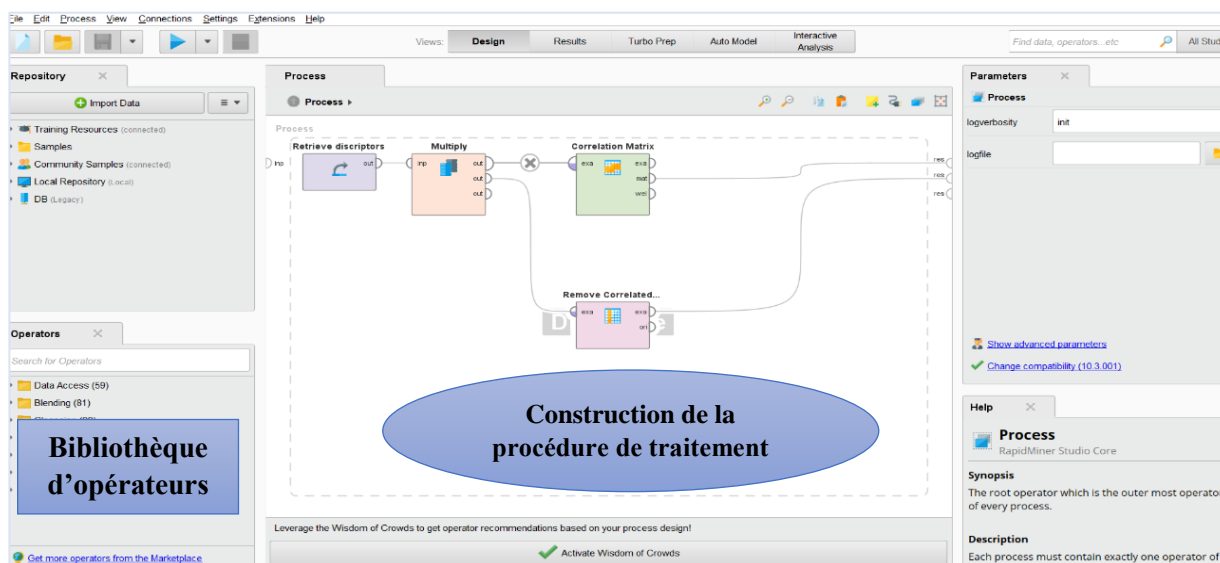 File Edit Process View Connections Settings Extensions Help
Views: Design Results Turbo Prep Auto Model Interactive Analysis
Find data, operators...etc All Stud
Repository
Import Data
Training Resources (connected)
Samples
Community Samples (connected)
Local Repository (Local)
DB (Legacy)
Operators
Search for Operators
Data Access (59)
Blending (81)
Bibliothèque
d'opérateurs
Get more operators from the Marketplace
Process
Process
Process
inp
Retrieve discriptors
out
Multiply
inp out
out
out
Correlation Matrix
exa exa
mat
wei
Remove Correlated...
exa exa
ori
res
res
res
Construction de la
procédure de traitement
Leverage the Wisdom of Crowds to get operator recommendations based on your process design!
Activate Wisdom of Crowds
Parameters
Process
logverbosity init
logfile
Show advanced parameters
Change compatibility (10.3.001)
Help
Process
RapidMiner Studio Core
Synopsis
The root operator which is the outer most operator
of every process.
Description
Each process must contain exactly one operator of